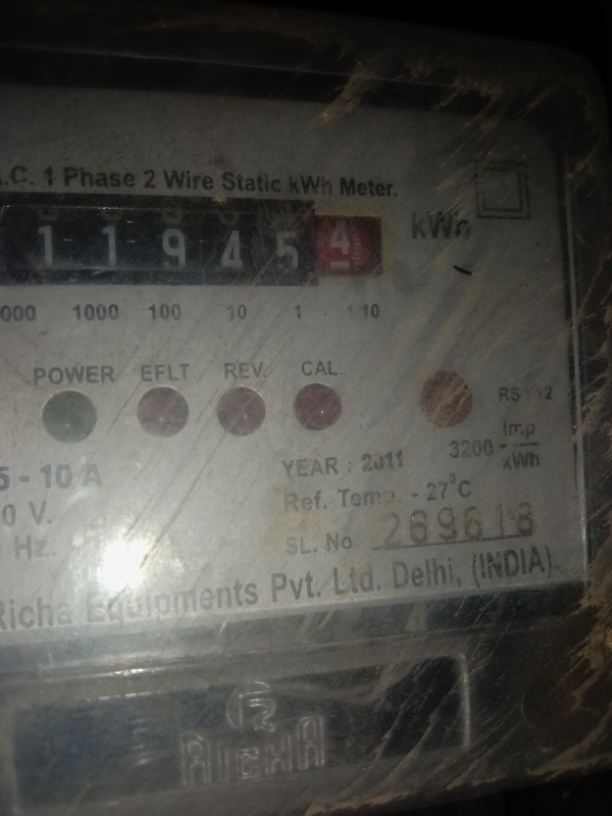 A.C. 1 Phase 2 Wire Static kWh Meter.
1 1 9 4 5 4 kWh
000 1000 100 10 1 1 10
POWER EFLT REV. CAL
RS : 12
3200 Imp
kWh
5 - 10 A
YEAR : 2011
0 V.
Ref. Temp. - 27°C
Hz.
SL. No 269618
Richa Equipments Pvt. Ltd. Delhi, (INDIA).
RICHA